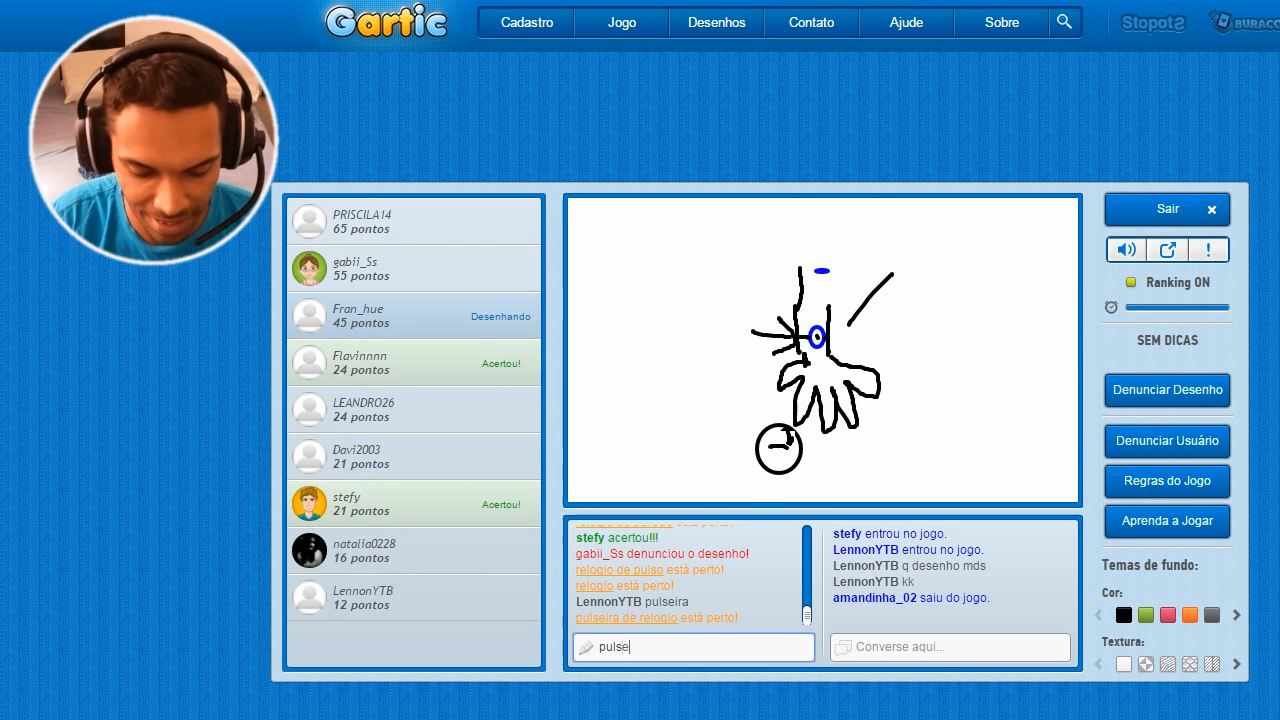 Gartic
Cadastro
Jogo
Desenhos
Contato
Ajude
Sobre
StopotS
BURACO
PRISCILA14
65 pontos
gabii_Ss
55 pontos
Fran_hue
45 pontos
Desenhando
Flavinnnn
24 pontos
Acertou!
LEANDRO26
24 pontos
Davi2003
21 pontos
stefy
21 pontos
Acertou!
natalia0228
16 pontos
LennonYTB
12 pontos
stefy acertou!!!
gabii_Ss denunciou o desenho!
relogio de pulso está perto!
relogio está perto!
LennonYTB pulseira
pulseira de relogio está perto!
pulse
stefy entrou no jogo.
LennonYTB entrou no jogo.
LennonYTB q desenho mds
LennonYTB kk
amandinha_02 saiu do jogo.
Converse aqui...
Sair
Ranking ON
SEM DICAS
Denunciar Desenho
Denunciar Usuário
Regras do Jogo
Aprenda a Jogar
Temas de fundo:
Cor:
Textura: